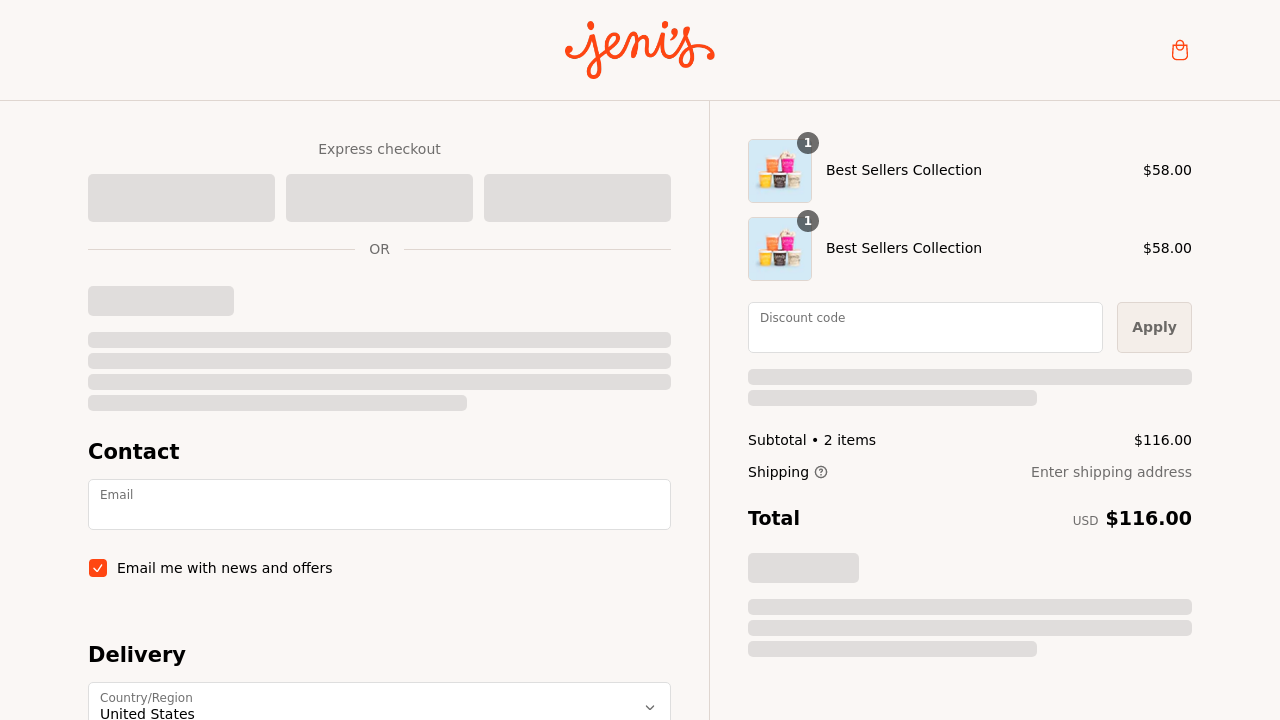 jeni's
Express checkout
OR
Contact
Email
Email me with news and offers
Delivery
Country/Region
United States
1
Best Sellers Collection
$58.00
1
Best Sellers Collection
$58.00
Discount code
Apply
Subtotal • 2 items
$116.00
Shipping
Enter shipping address
Total
USD $116.00